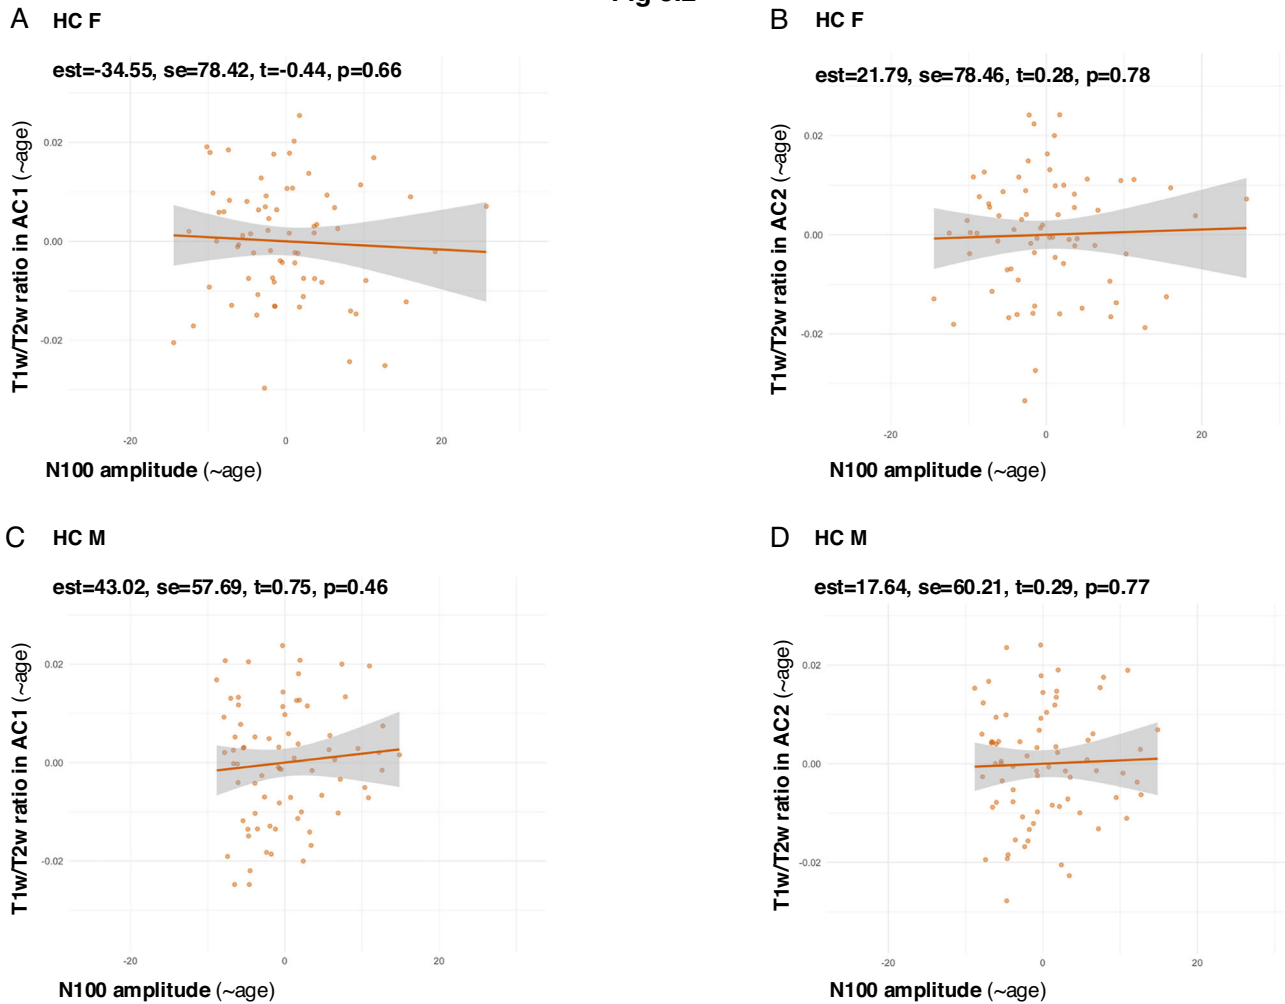 A HC F
est=-34.55, se=78.42, t=-0.44, p=0.66
T1w/T2w ratio in AC1 (~age)
0.02
0.00
-0.02
-20 0 20
N100 amplitude (~age)
B HC F
est=21.79, se=78.46, t=0.28, p=0.78
T1w/T2w ratio in AC2 (~age)
0.02
0.00
-0.02
-20 0 20
N100 amplitude (~age)
C HC M
est=43.02, se=57.69, t=0.75, p=0.46
T1w/T2w ratio in AC1 (~age)
0.02
0.00
-0.02
-20 0 20
N100 amplitude (~age)
D HC M
est=17.64, se=60.21, t=0.29, p=0.77
T1w/T2w ratio in AC2 (~age)
0.02
0.00
-0.02
-20 0 20
N100 amplitude (~age)